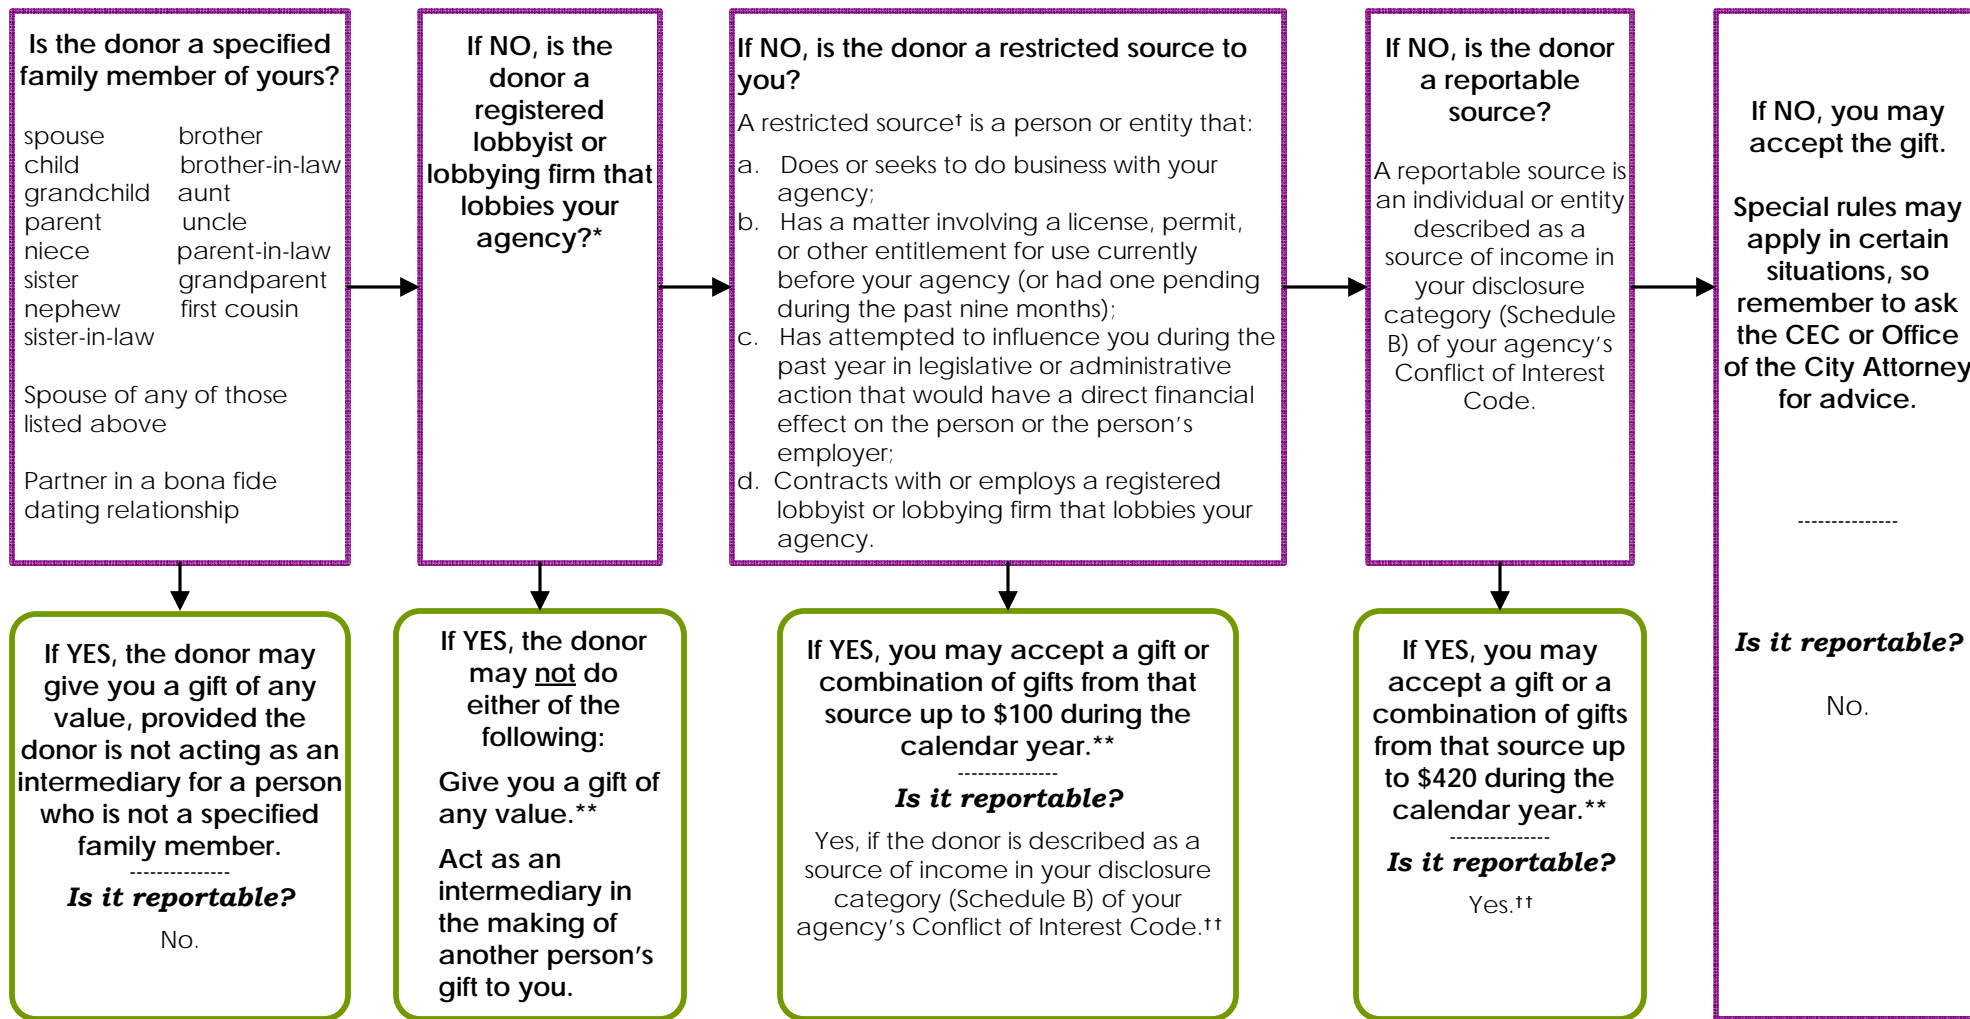 Is the donor a specified
family member of yours?
spouse brother
child brother-in-law
grandchild aunt
parent uncle
niece parent-in-law
sister grandparent
nephew first cousin
sister-in-law
Spouse of any of those
listed above
Partner in a bona fide
dating relationship
If NO, is the
donor a
registered
lobbyist or
lobbying firm that
lobbies your
agency?*
If NO, is the donor a restricted source to
you?
A restricted source† is a person or entity that:
a. Does or seeks to do business with your
agency;
b. Has a matter involving a license, permit,
or other entitlement for use currently
before your agency (or had one pending
during the past nine months);
c. Has attempted to influence you during the
past year in legislative or administrative
action that would have a direct financial
effect on the person or the person's
employer;
d. Contracts with or employs a registered
lobbyist or lobbying firm that lobbies your
agency.
If NO, is the donor
a reportable
source?
A reportable source is
an individual or entity
described as a
source of income in
your disclosure
category (Schedule
B) of your agency's
Conflict of Interest
Code.
If NO, you may
accept the gift.
Special rules may
apply in certain
situations, so
remember to ask
the CEC or Office
of the City Attorney
for advice.
---------------
Is it reportable?
No.
If YES, the donor may
give you a gift of any
value, provided the
donor is not acting as an
intermediary for a person
who is not a specified
family member.
---------------
Is it reportable?
No.
If YES, the donor
may not do
either of the
following:
Give you a gift of
any value.**
Act as an
intermediary in
the making of
another person's
gift to you.
If YES, you may accept a gift or
combination of gifts from that
source up to $100 during the
calendar year.**
---------------
Is it reportable?
Yes, if the donor is described as a
source of income in your disclosure
category (Schedule B) of your
agency's Conflict of Interest Code.††
If YES, you may
accept a gift or a
combination of gifts
from that source up
to $420 during the
calendar year.**
---------------
Is it reportable?
Yes.††